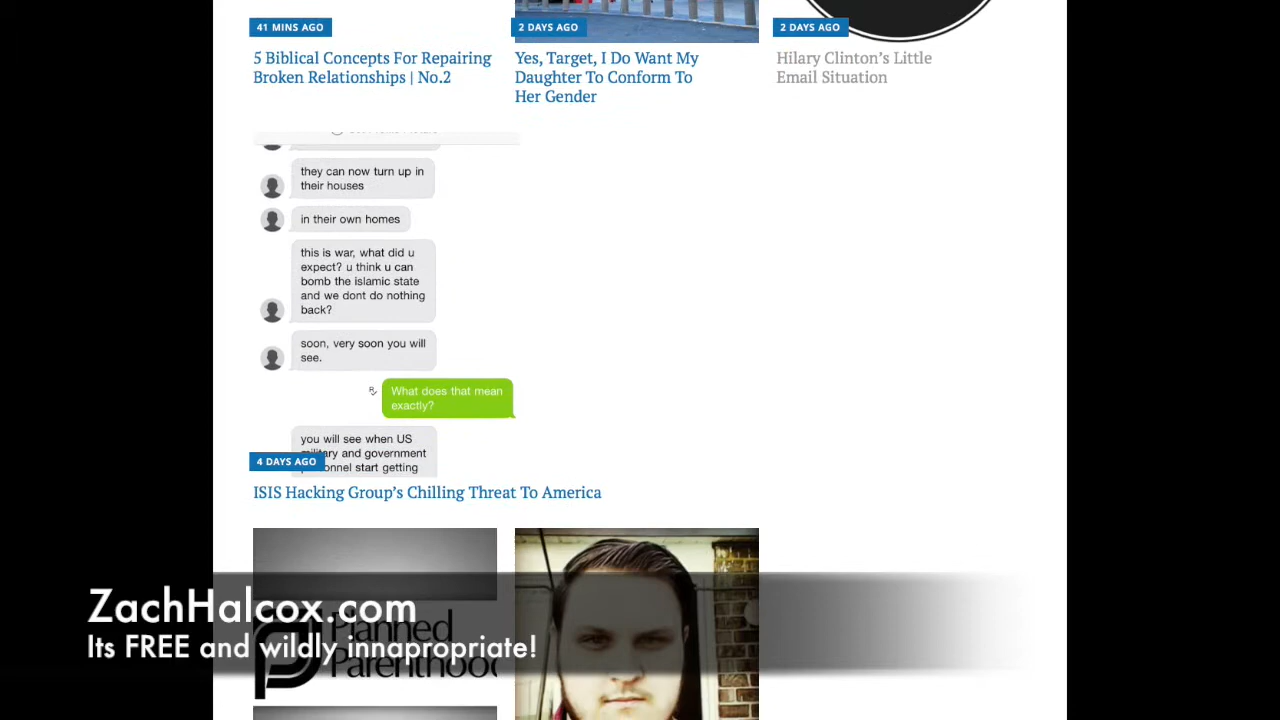 41 MINS AGO
5 Biblical Concepts For Repairing
Broken Relationships | No.2
2 DAYS AGO
Yes, Target, I Do Want My
Daughter To Conform To
Her Gender
2 DAYS AGO
Hilary Clinton’s Little
Email Situation
they can now turn up in
their houses
in their own homes
this is war, what did u
expect? u think u can
bomb the islamic state
and we dont do nothing
back?
soon, very soon you will
see.
What does that mean
exactly?
you will see when US
military and government
personnel start getting
4 DAYS AGO
ISIS Hacking Group’s Chilling Threat To America
ZachHalcox.com
Its FREE and wildly innapropriate!
Planned
Parenthood